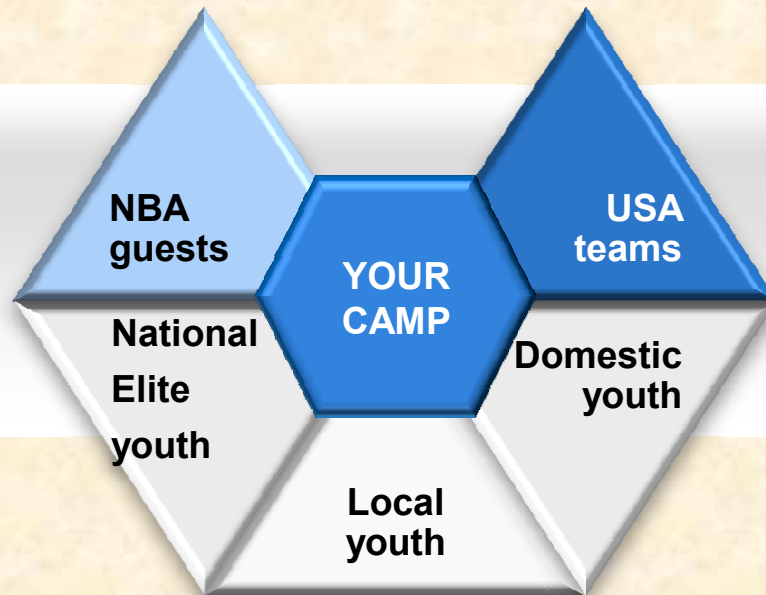 NBA
guests
USA
teams
YOUR
CAMP
National
Elite
youth
Domestic
youth
Local
youth